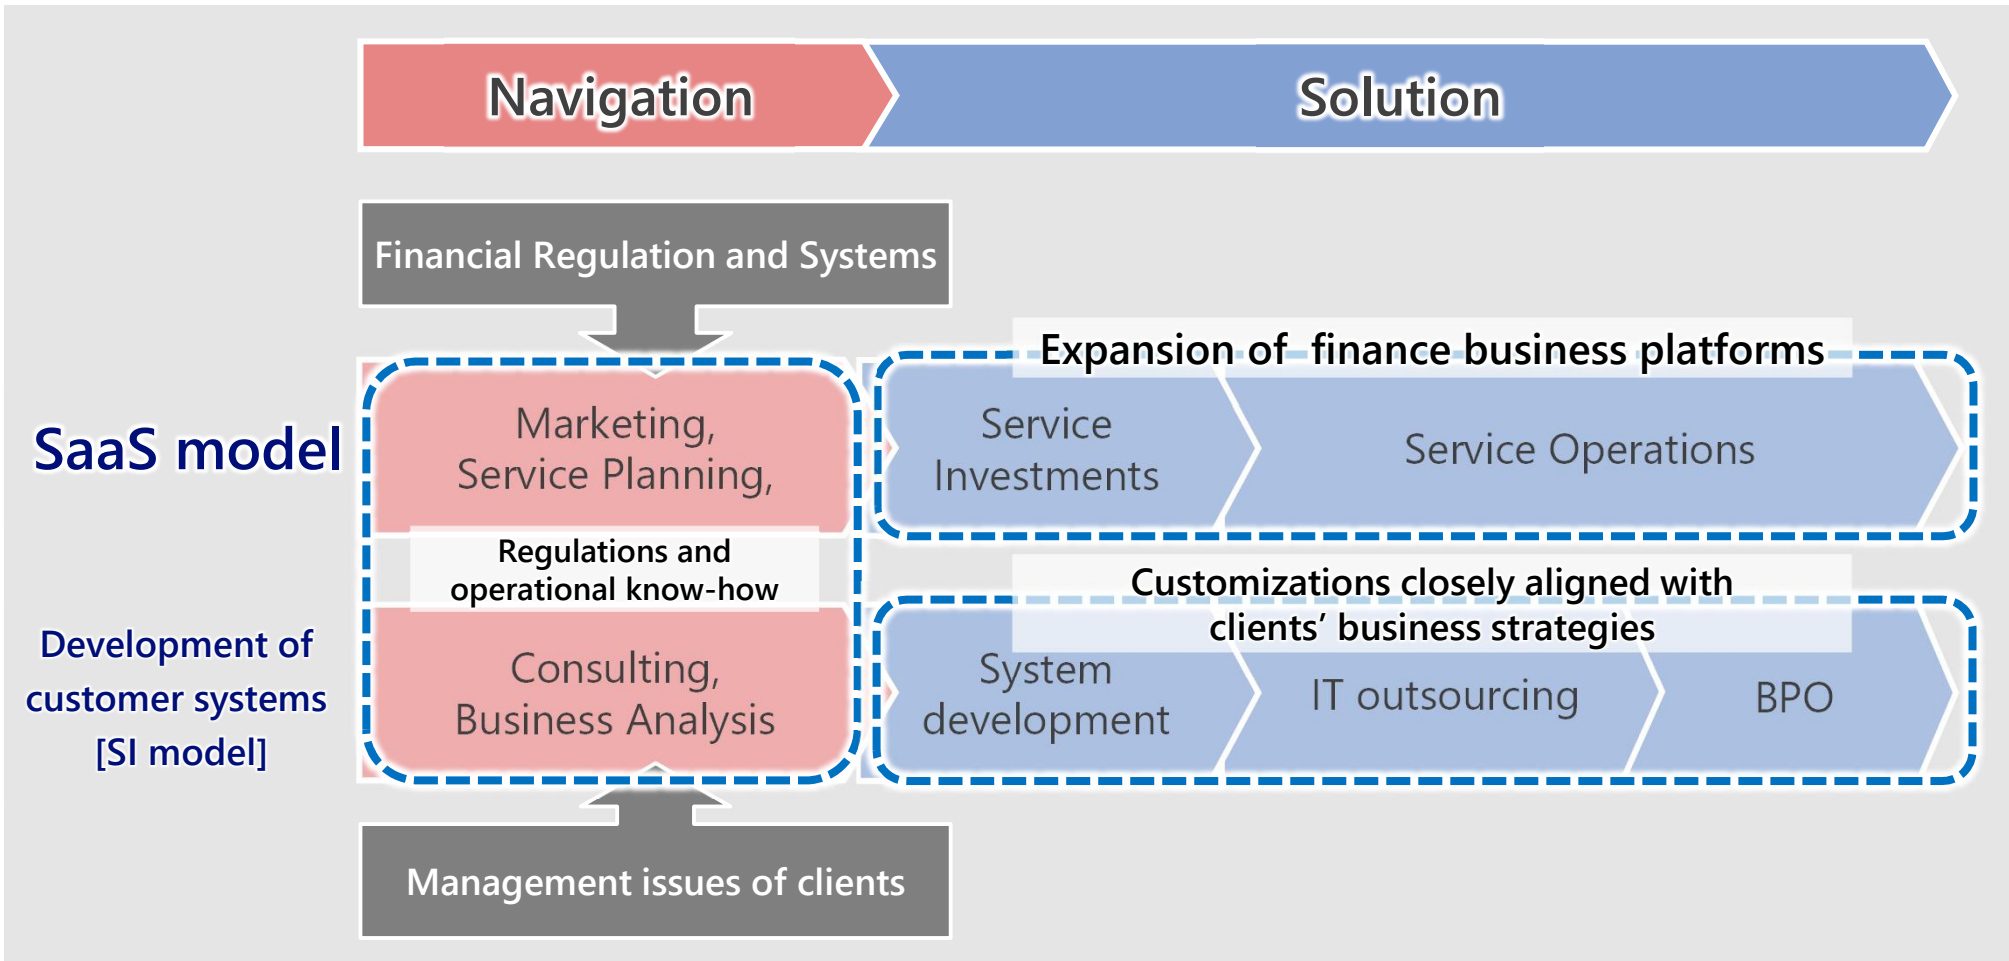 Navigation
Solution
Financial Regulation and Systems
Expansion of finance business platforms
SaaS model
Marketing,
Service Planning,
Service
Investments
Service Operations
Regulations and
operational know-how
Customizations closely aligned with
clients’ business strategies
Development of
customer systems
[SI model]
Consulting,
Business Analysis
System
development
IT outsourcing
BPO
Management issues of clients